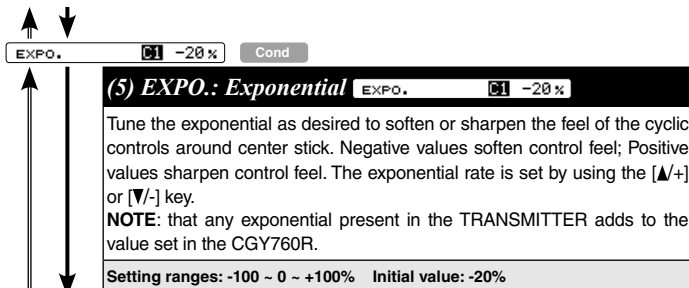 EXPO. C1 -20% Cond
(5) EXPO.: Exponential EXPO. C1 -20%
Tune the exponential as desired to soften or sharpen the feel of the cyclic
controls around center stick. Negative values soften control feel; Positive
values sharpen control feel. The exponential rate is set by using the [▲/+]
or [▼/-] key.
NOTE: that any exponential present in the TRANSMITTER adds to the
value set in the CGY760R.
Setting ranges: -100 ~ 0 ~ +100% Initial value: -20%